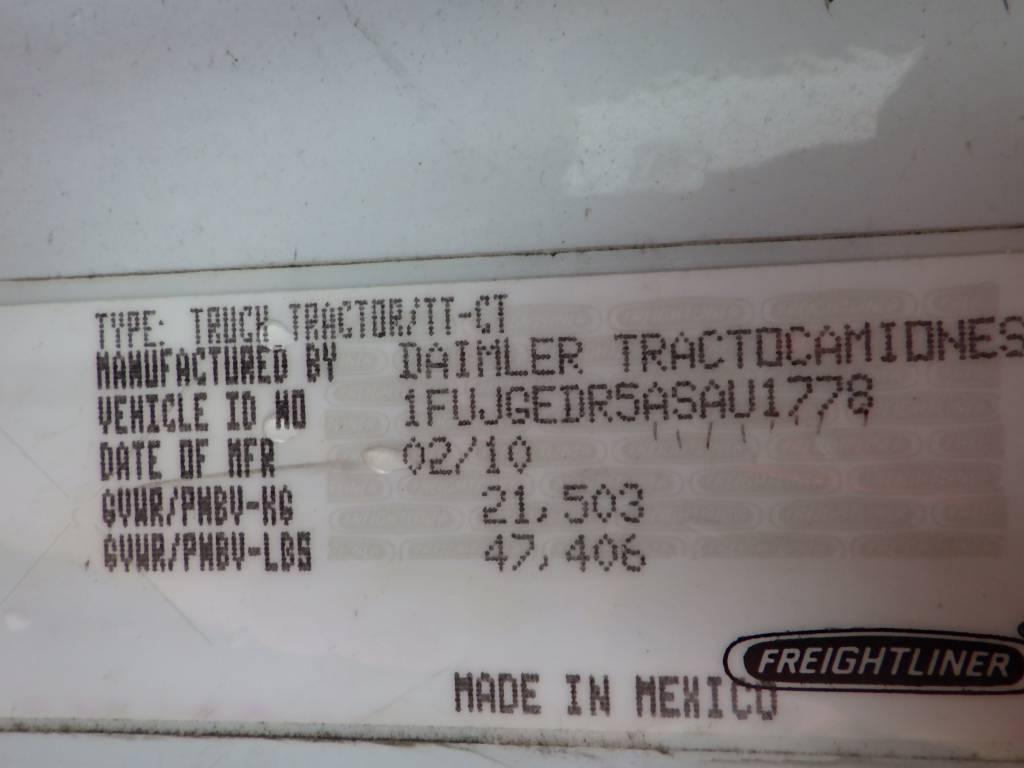 TYPE: TRUCK TRACTOR/TT-CT
MANUFACTURED BY DAIMLER TRACTOCAMIONES
VEHICLE ID NO 1FUJGEDR5ASAU1778
DATE OF MFR 02/10
GVWR/PNBV-KG 21,503
GVWR/PNBV-LBS 47,406
FREIGHTLINER
MADE IN MEXICO